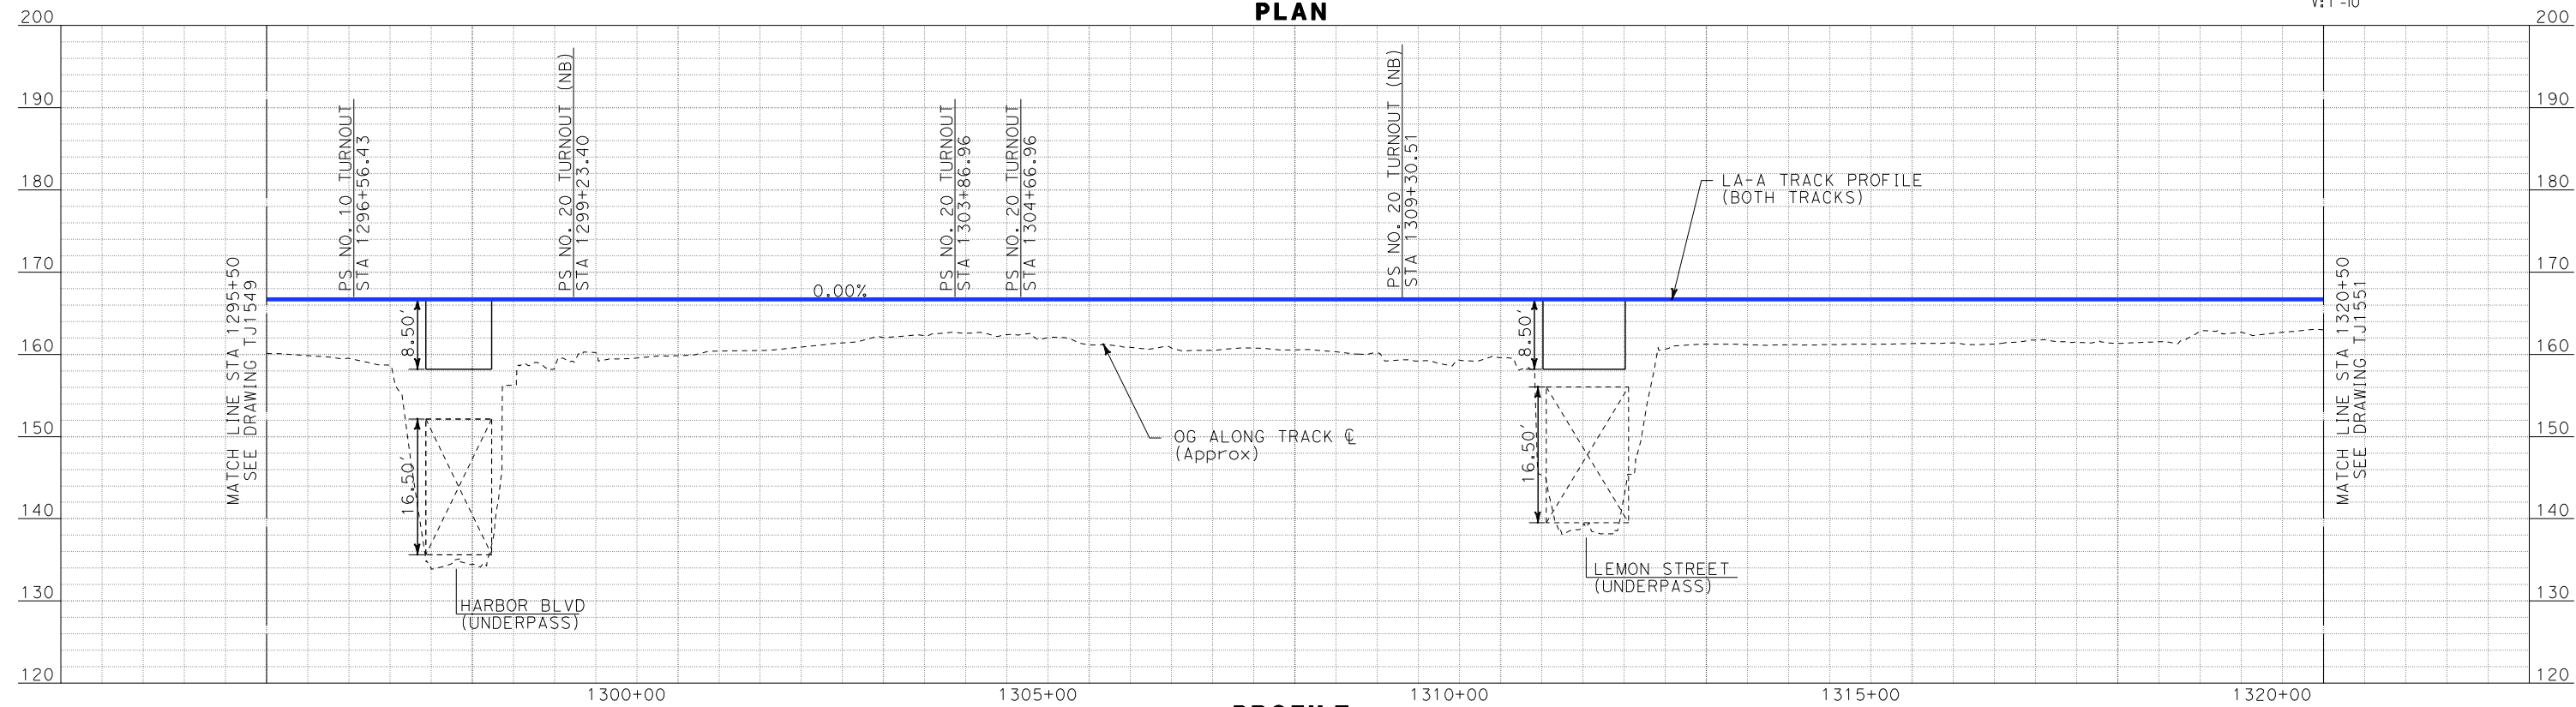 PLAN
V:1"=10'
200
200
190
190
180
180
170
170
160
160
150
150
140
140
130
130
120
120
MATCH LINE STA 1295+50
SEE DRAWING TJ1549
PS NO. 10 TURNOUT
STA 1296+56.43
PS NO. 20 TURNOUT (NB)
STA 1299+23.40
0.00%
PS NO. 20 TURNOUT
STA 1303+86.96
PS NO. 20 TURNOUT
STA 1304+66.96
PS NO. 20 TURNOUT (NB)
STA 1309+30.51
LA-A TRACK PROFILE
(BOTH TRACKS)
MATCH LINE STA 1320+50
SEE DRAWING TJ1551
8.50'
16.50'
HARBOR BLVD
(UNDERPASS)
OG ALONG TRACK ℄
(Approx)
8.50'
16.50'
LEMON STREET
(UNDERPASS)
1300+00
1305+00
1310+00
1315+00
1320+00
PROFILE